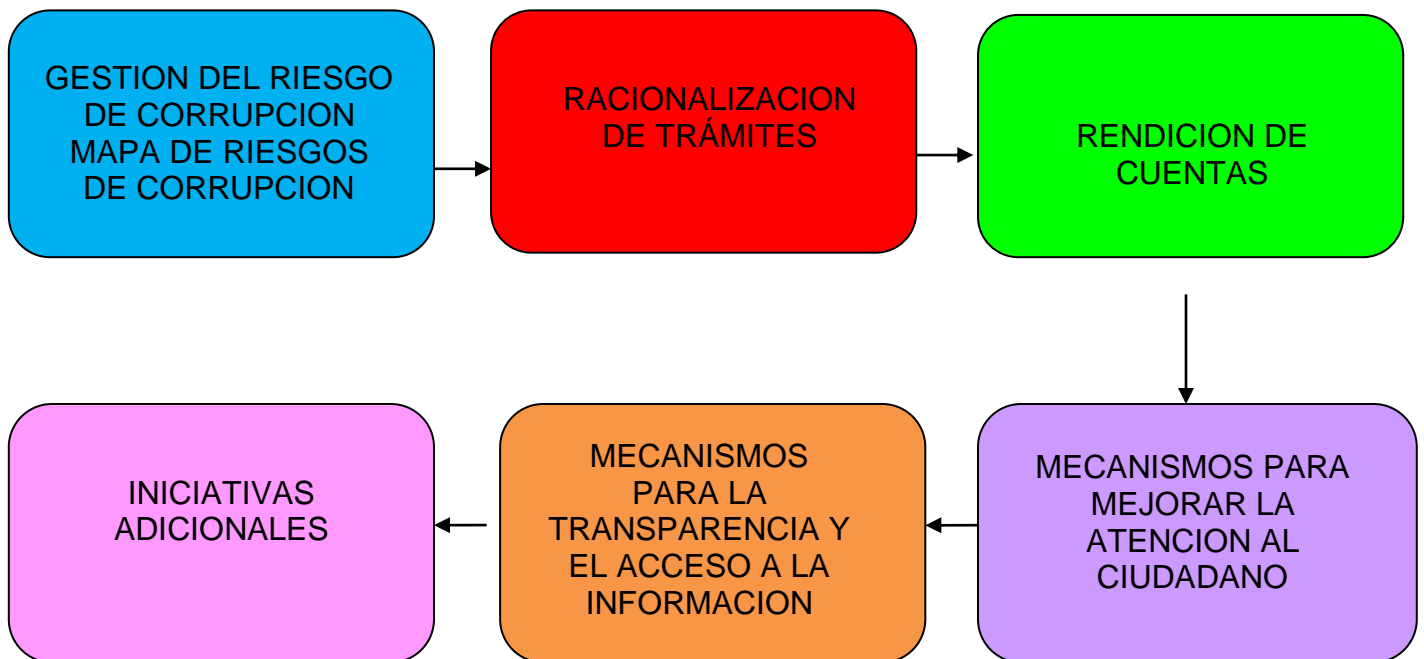 GESTION DEL RIESGO
DE CORRUPCION
MAPA DE RIESGOS
DE CORRUPCION
RACIONALIZACION
DE TRÁMITES
RENDICION DE
CUENTAS
MECANISMOS PARA
MEJORAR LA
ATENCION AL
CIUDADANO
MECANISMOS
PARA LA
TRANSPARENCIA Y
EL ACCESO A LA
INFORMACION
INICIATIVAS
ADICIONALES